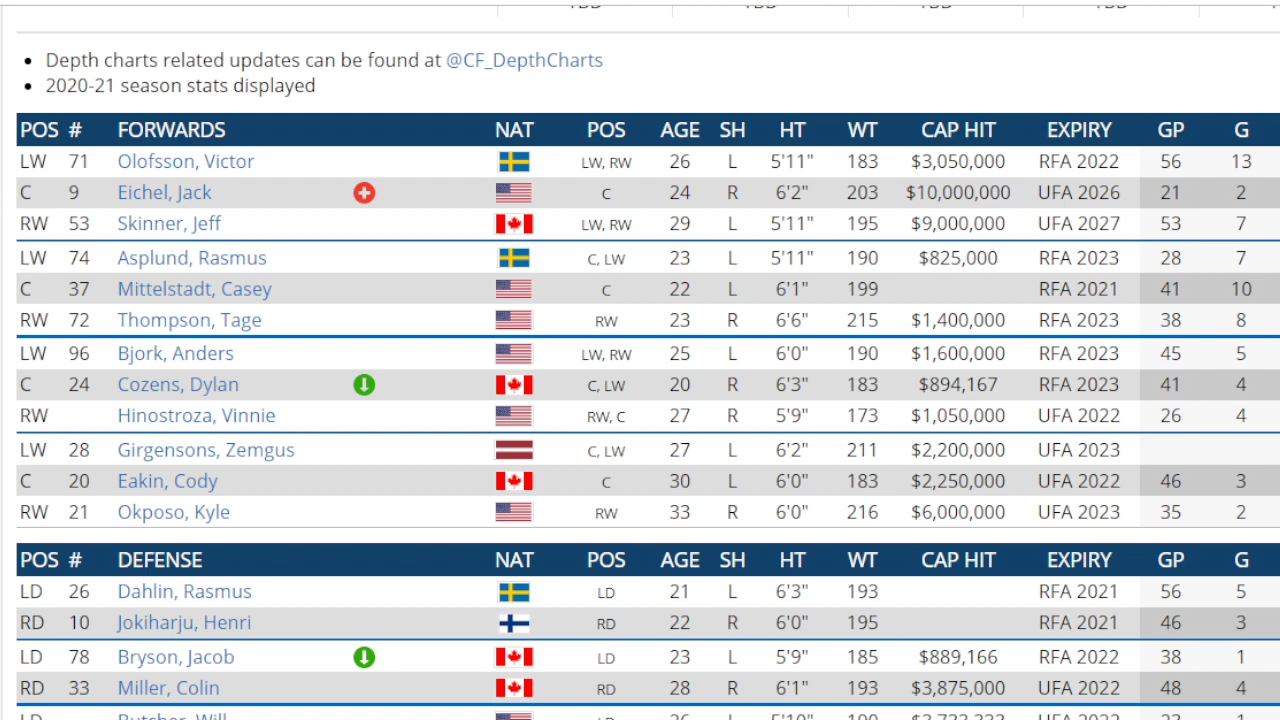 Depth charts related updates can be found at @CF_DepthCharts
2020-21 season stats displayed
POS # FORWARDS NAT POS AGE SH HT WT CAP HIT EXPIRY GP G
LW 71 Olofsson, Victor LW, RW 26 L 5'11" 183 $3,050,000 RFA 2022 56 13
C 9 Eichel, Jack C 24 R 6'2" 203 $10,000,000 UFA 2026 21 2
RW 53 Skinner, Jeff LW, RW 29 L 5'11" 195 $9,000,000 UFA 2027 53 7
LW 74 Asplund, Rasmus C, LW 23 L 5'11" 190 $825,000 RFA 2023 28 7
C 37 Mittelstadt, Casey C 22 L 6'1" 199 RFA 2021 41 10
RW 72 Thompson, Tage RW 23 R 6'6" 215 $1,400,000 RFA 2023 38 8
LW 96 Bjork, Anders LW, RW 25 L 6'0" 190 $1,600,000 RFA 2023 45 5
C 24 Cozens, Dylan C, LW 20 R 6'3" 183 $894,167 RFA 2023 41 4
RW Hinostroza, Vinnie RW, C 27 R 5'9" 173 $1,050,000 UFA 2022 26 4
LW 28 Girgensons, Zemgus C, LW 27 L 6'2" 211 $2,200,000 UFA 2023
C 20 Eakin, Cody C 30 L 6'0" 183 $2,250,000 UFA 2022 46 3
RW 21 Okposo, Kyle RW 33 R 6'0" 216 $6,000,000 UFA 2023 35 2
POS # DEFENSE NAT POS AGE SH HT WT CAP HIT EXPIRY GP G
LD 26 Dahlin, Rasmus LD 21 L 6'3" 193 RFA 2021 56 5
RD 10 Jokiharju, Henri RD 22 R 6'0" 195 RFA 2021 46 3
LD 78 Bryson, Jacob LD 23 L 5'9" 185 $889,166 RFA 2022 38 1
RD 33 Miller, Colin RD 28 R 6'1" 193 $3,875,000 UFA 2022 48 4